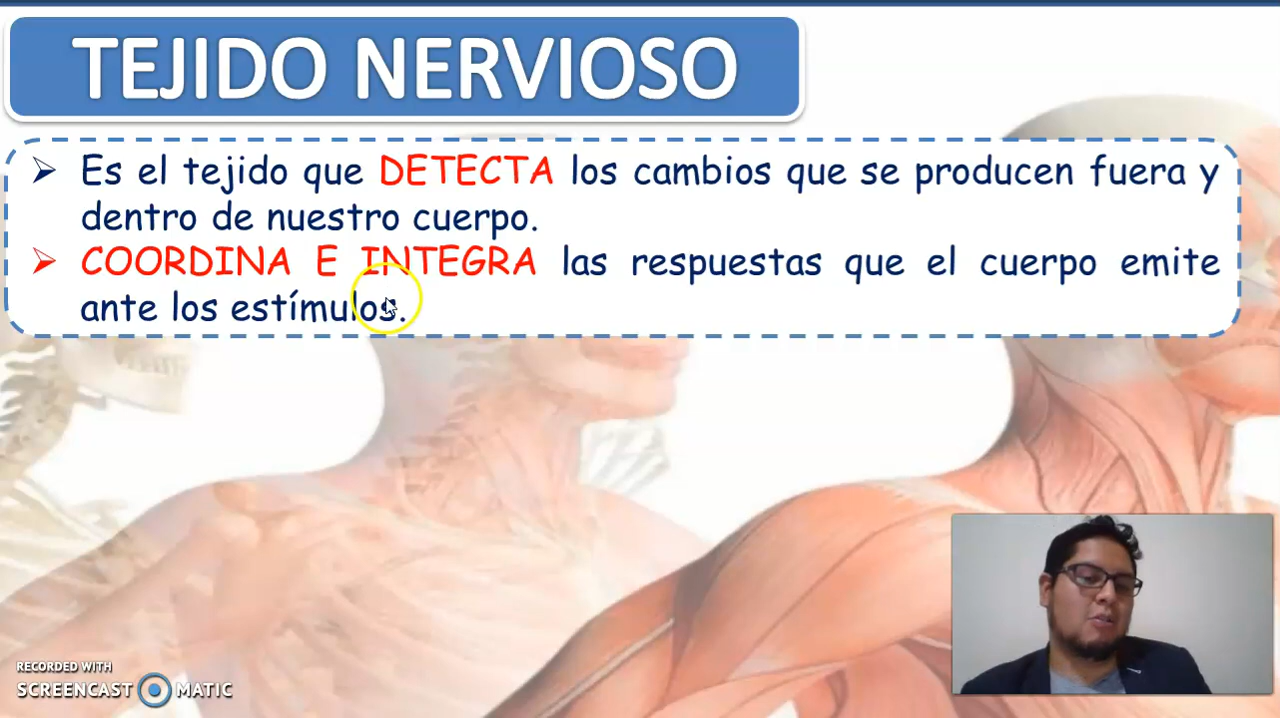 TEJIDO NERVIOSO
➢ Es el tejido que DETECTA los cambios que se producen fuera y
dentro de nuestro cuerpo.
➢ COORDINA E INTEGRA las respuestas que el cuerpo emite
ante los estímulos.
RECORDED WITH
SCREENCAST MATIC